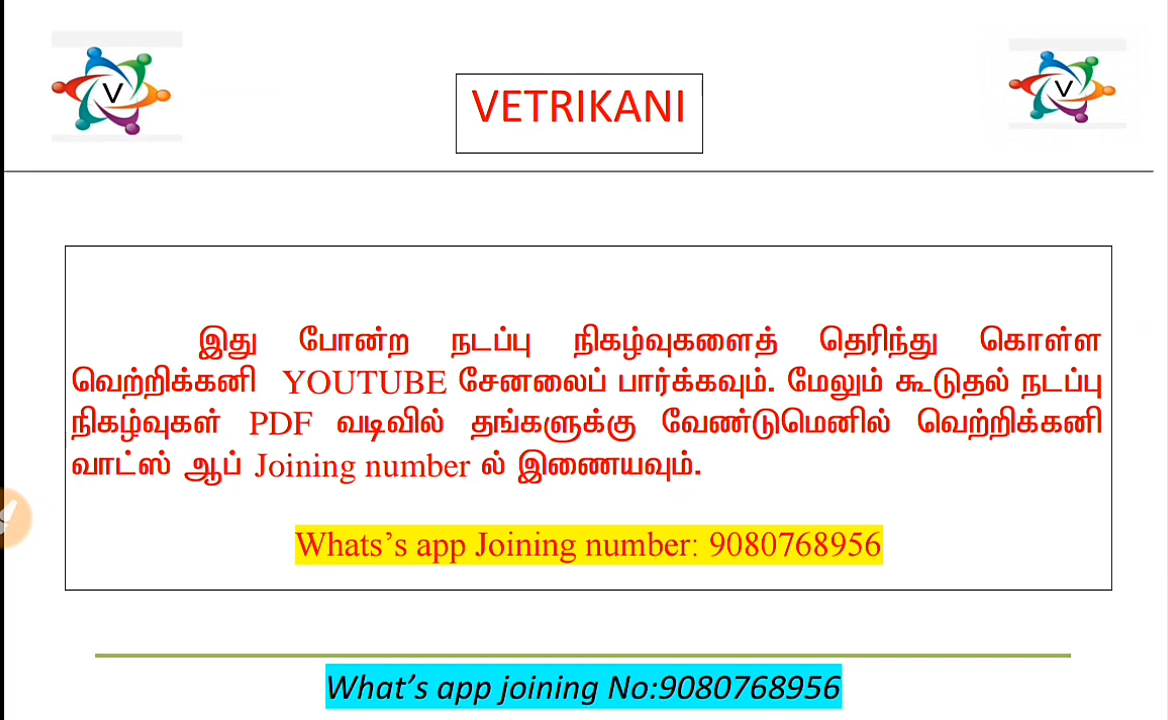 V
VETRIKANI
V
இது போன்ற நடப்பு நிகழ்வுகளைத் தெரிந்து கொள்ள
வெற்றிக்கனி YOUTUBE சேனலைப் பார்க்கவும். மேலும் கூடுதல் நடப்பு
நிகழ்வுகள் PDF வடிவில் தங்களுக்கு வேண்டுமெனில் வெற்றிக்கனி
வாட்ஸ் ஆப் Joining number ல் இணையவும்.
Whats’s app Joining number: 9080768956
What’s app joining No:9080768956